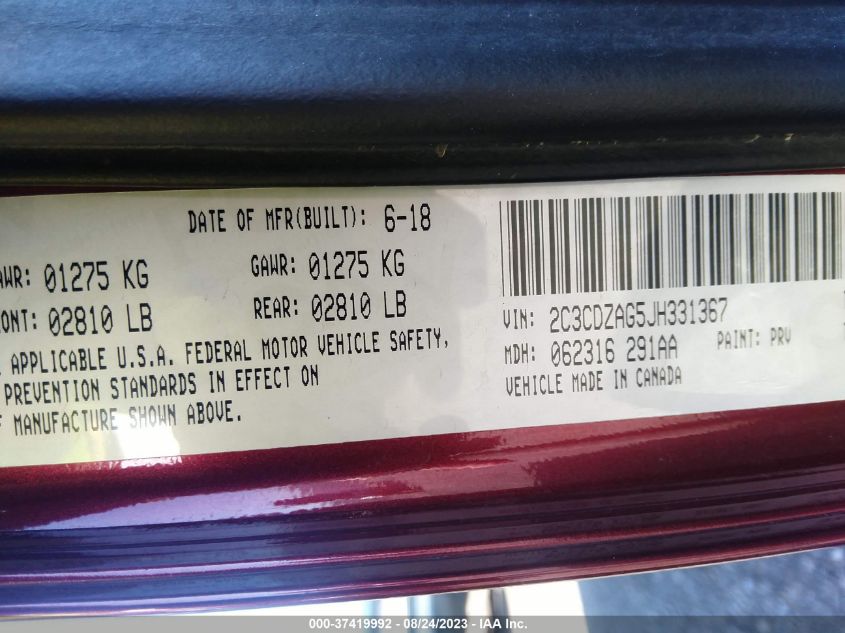 DATE OF MFR(BUILT): 6-18
GAWR: 01275 KG
REAR: 02810 LB
AWR: 01275 KG
ONT: 02810 LB
APPLICABLE U.S.A. FEDERAL MOTOR VEHICLE SAFETY,
PREVENTION STANDARDS IN EFFECT ON
F MANUFACTURE SHOWN ABOVE.
VIN: 2C3CDZAG5JH331367
MDH: 062316 291AA PAINT: PRV
VEHICLE MADE IN CANADA
000-37419992 - 08/24/2023 - IAA Inc.